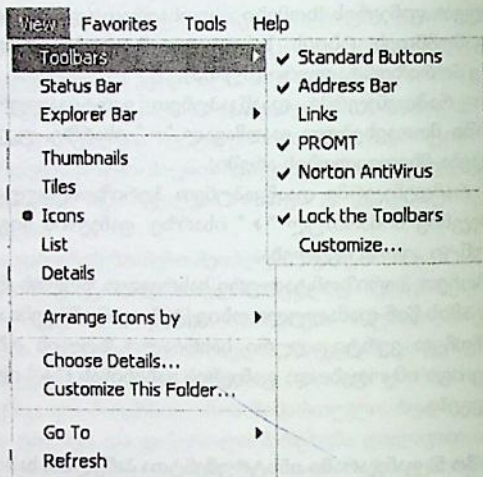 View Favorites Tools Help
Toolbars
Status Bar
Explorer Bar
Thumbnails
Tiles
Icons
List
Details
Arrange Icons by
Choose Details...
Customize This Folder...
Go To
Refresh
Standard Buttons
Address Bar
Links
PROMT
Norton AntiVirus
Lock the Toolbars
Customize...